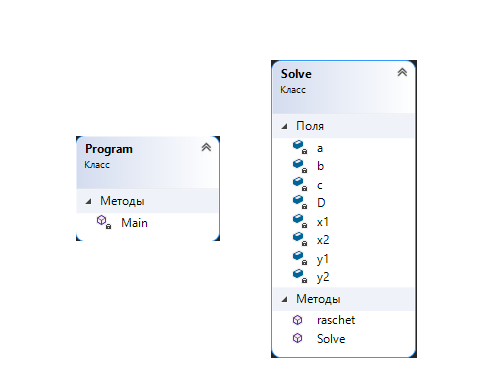 Program
Класс
Методы
Main
Solve
Класс
Поля
a
b
c
D
x1
x2
y1
y2
Методы
raschet
Solve